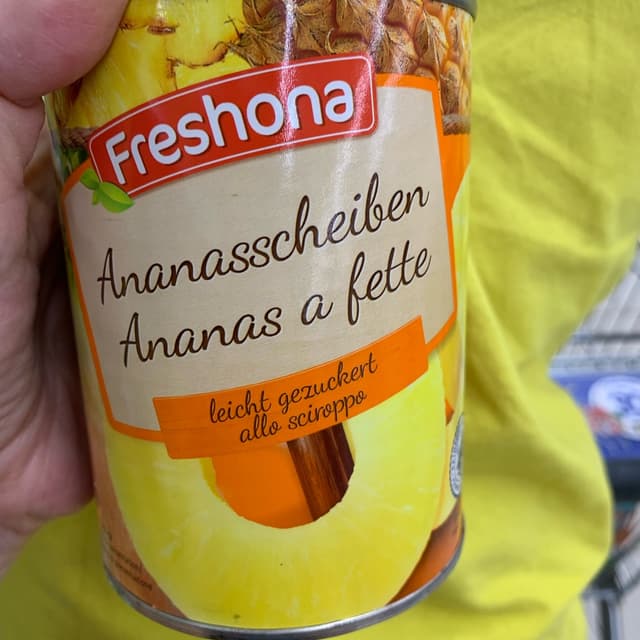 Freshona
Ananasscheiben
Ananas a fette
leicht gezuckert
allo sciroppo